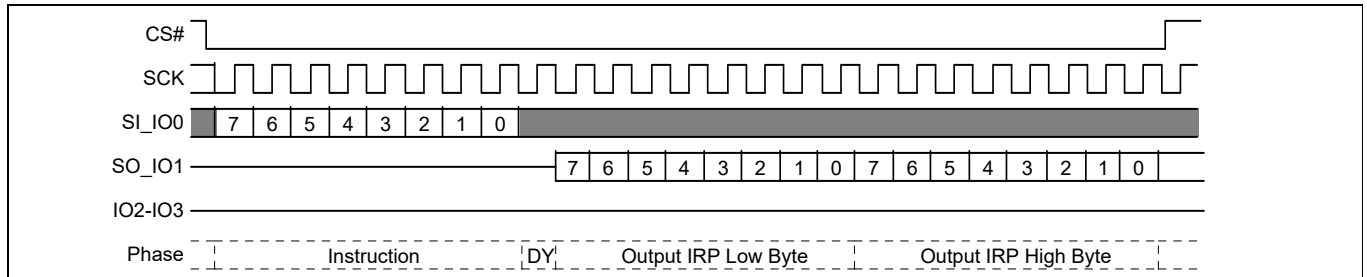 CS#
SCK
SI_IO0 7 6 5 4 3 2 1 0
SO_IO1 7 6 5 4 3 2 1 0 7 6 5 4 3 2 1 0
IO2-IO3
Phase Instruction DY Output IRP Low Byte Output IRP High Byte